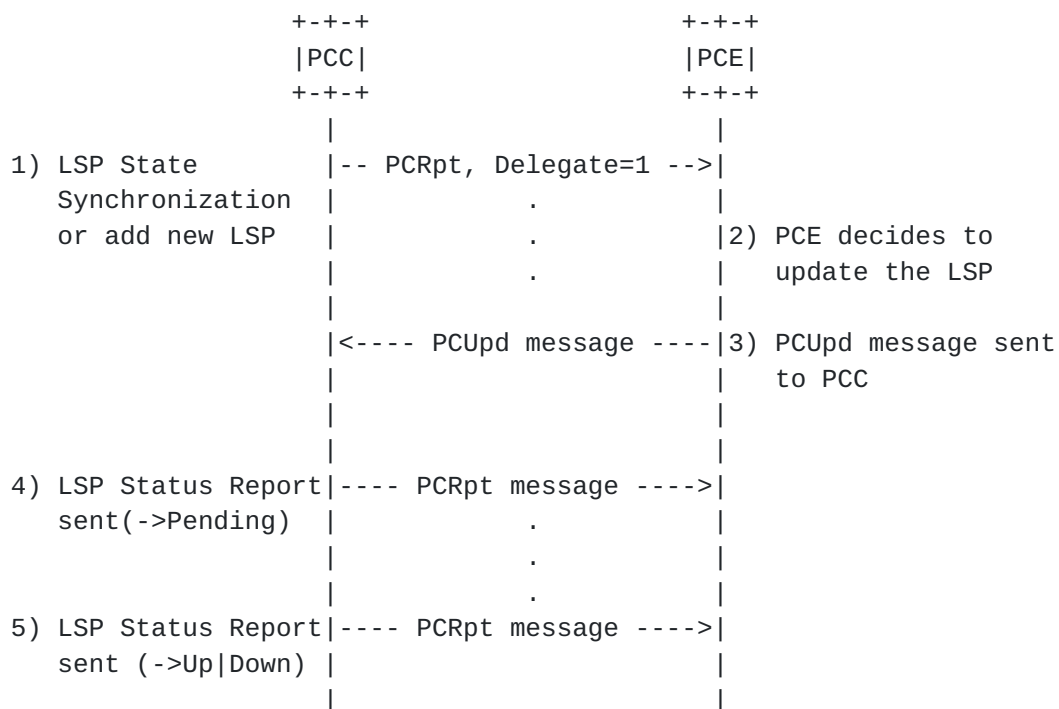 +-+-+                    +-+-+
|PCC|                    |PCE|
+-+-+                    +-+-+
|                        |
1) LSP State        |-- PCRpt, Delegate=1 -->|
Synchronization  |            .           |
or add new LSP   |            .           |2) PCE decides to
|            .           |   update the LSP
|                        |
|<---- PCUpd message ----|3) PCUpd message sent
|                        |   to PCC
|                        |
|                        |
4) LSP Status Report|---- PCRpt message ---->|
sent(->Pending)  |            .           |
|            .           |
|            .           |
5) LSP Status Report|---- PCRpt message ---->|
sent (->Up|Down) |                        |
|                        |